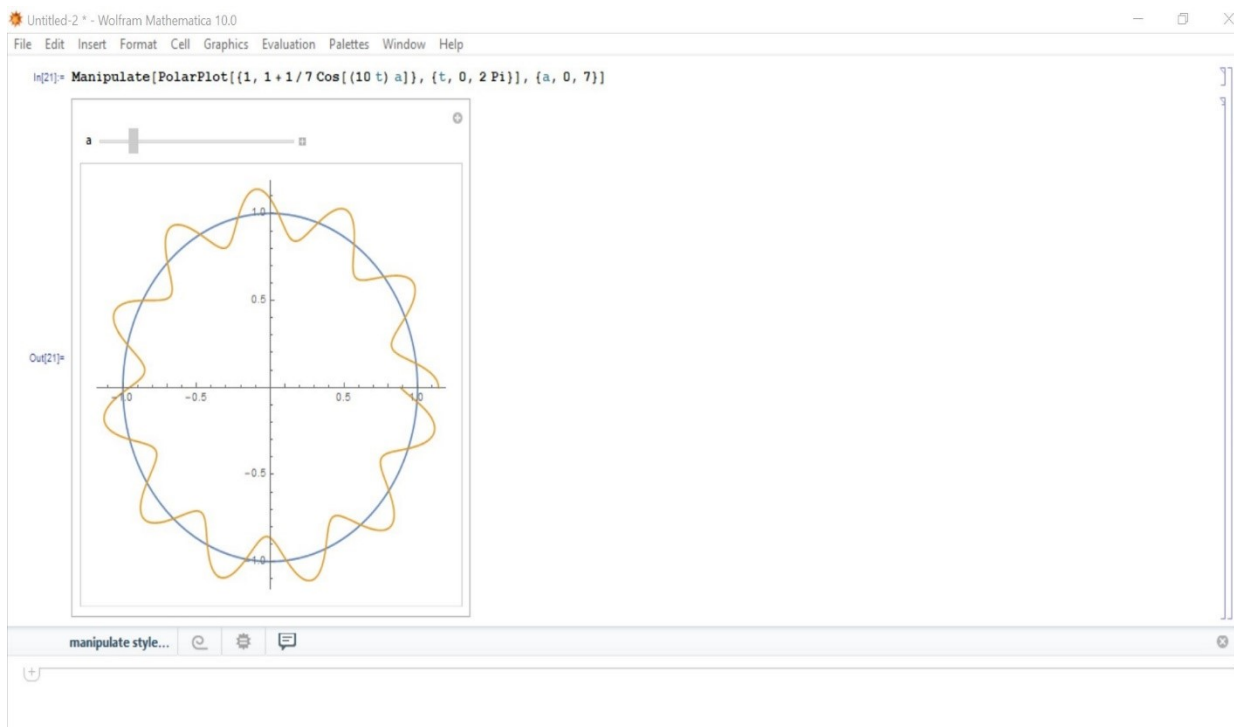 Untitled-2 * - Wolfram Mathematica 10.0
File Edit Insert Format Cell Graphics Evaluation Palettes Window Help
In[21]:= Manipulate[PolarPlot[{1, 1 + 1 / 7 Cos[(10 t) a]}, {t, 0, 2 Pi}], {a, 0, 7}]
a
1.0
0.5
Out[21]=
-1.0 -0.5 0.5 1.0
-0.5
-1.0
manipulate style...